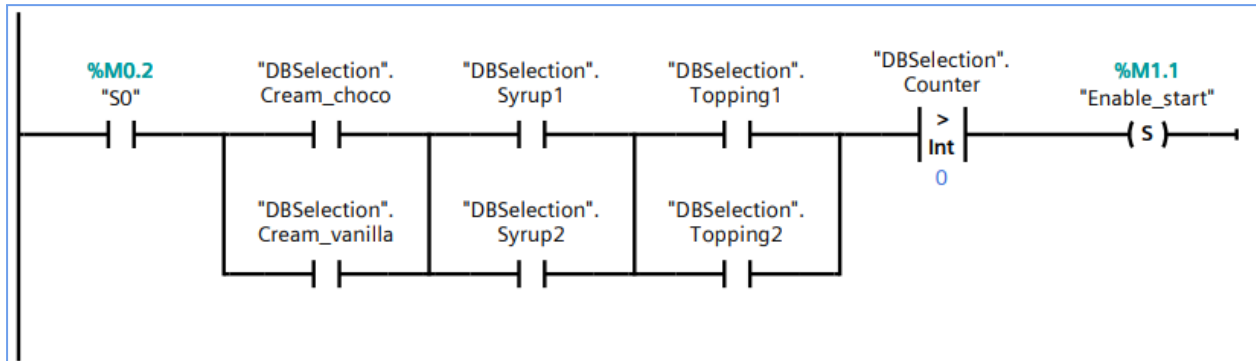 %M0.2
"S0"
"DBSelection".
Cream_choco
"DBSelection".
Syrup1
"DBSelection".
Topping1
"DBSelection".
Counter
>
Int
0
%M1.1
"Enable_start"
S
"DBSelection".
Cream_vanilla
"DBSelection".
Syrup2
"DBSelection".
Topping2